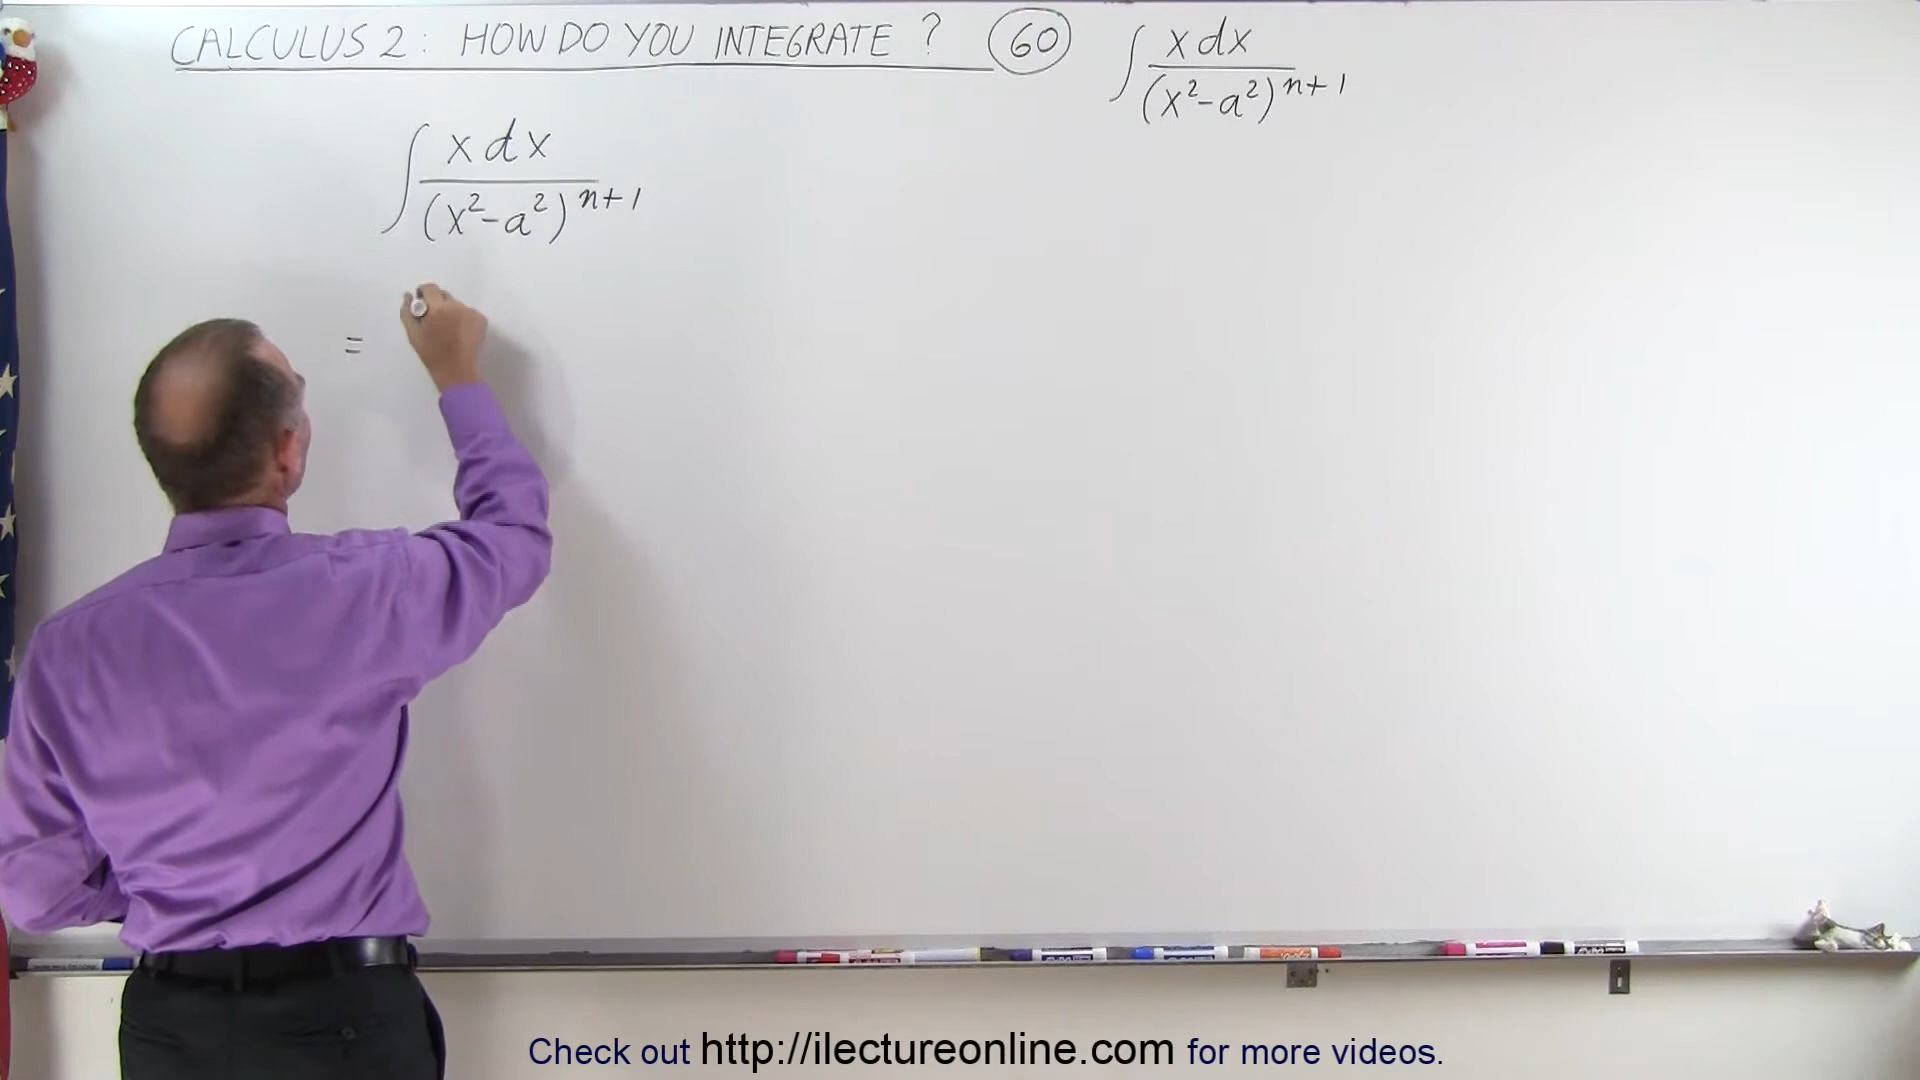 CALCULUS 2: HOW DO YOU INTEGRATE ? 60 ∫ x dx / (x²-a²)ⁿ⁺¹
∫ x dx / (x²-a²)ⁿ⁺¹
=
Check out http://ilectureonline.com for more videos.